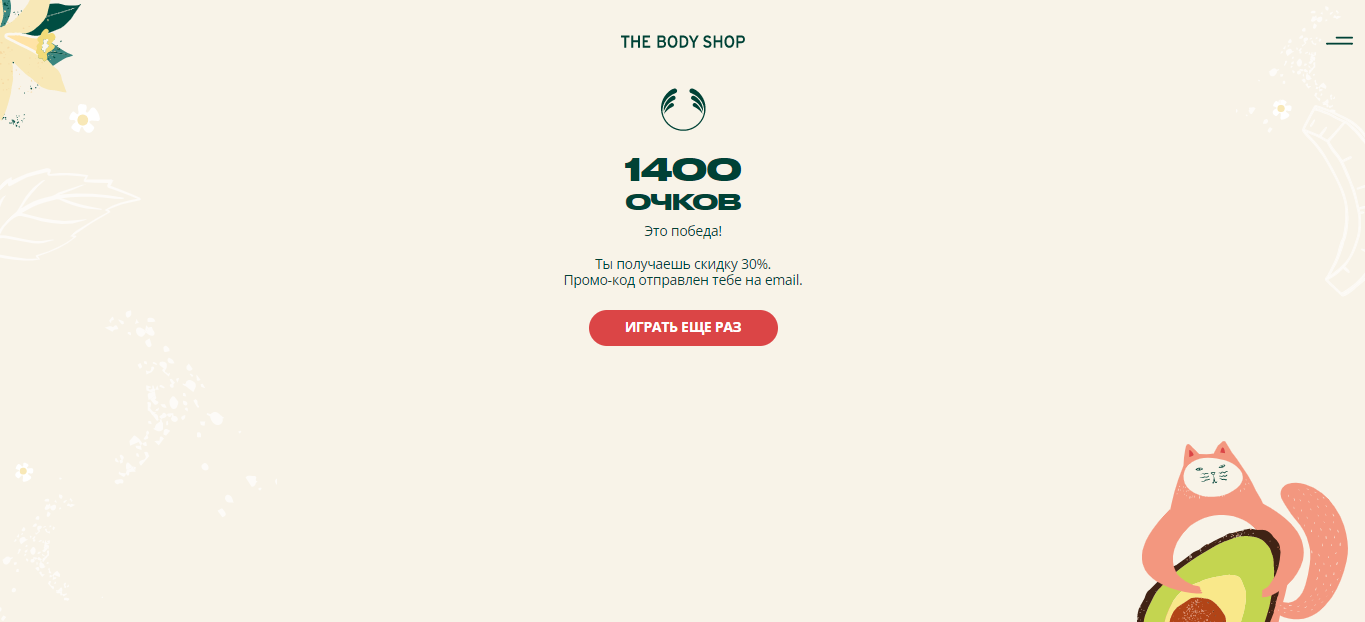 THE BODY SHOP
1400
ОЧКОВ
Это победа!
Ты получаешь скидку 30%.
Промо-код отправлен тебе на email.
ИГРАТЬ ЕЩЕ РАЗ